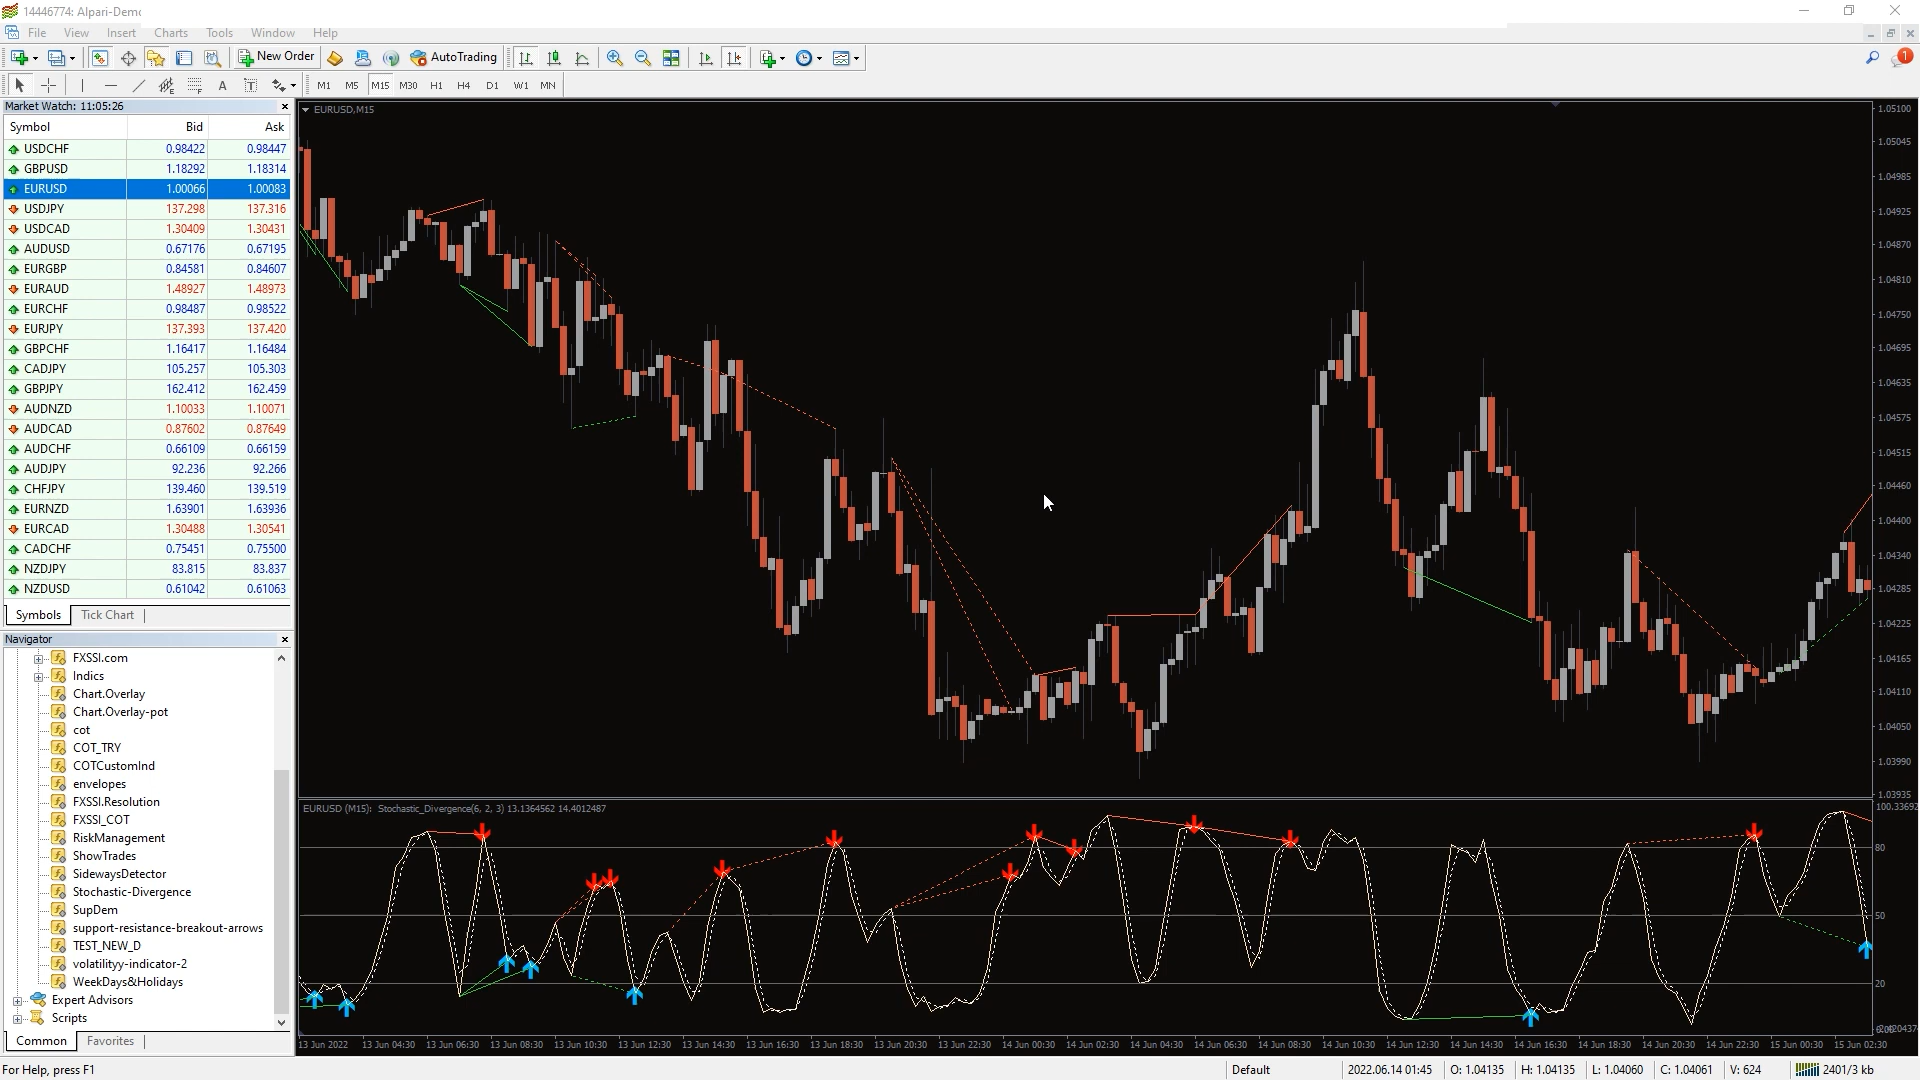 14446774: Alpari-Demo
File View Insert Charts Tools Window Help
New Order AutoTrading 1
A T M1 M5 M15 M30 H1 H4 D1 W1 MN
Market Watch: 11:05:26
Symbol Bid Ask
USDCHF 0.98422 0.98447
GBPUSD 1.18292 1.18314
EURUSD 1.00066 1.00083
USDJPY 137.298 137.316
USDCAD 1.30409 1.30431
AUDUSD 0.67176 0.67195
EURGBP 0.84581 0.84607
EURAUD 1.48927 1.48973
EURCHF 0.98487 0.98522
EURJPY 137.393 137.420
GBPCHF 1.16417 1.16484
CADJPY 105.257 105.303
GBPJPY 162.412 162.459
AUDNZD 1.10033 1.10071
AUDCAD 0.87602 0.87649
AUDCHF 0.66109 0.66159
AUDJPY 92.236 92.266
CHFJPY 139.460 139.519
EURNZD 1.63901 1.63936
EURCAD 1.30488 1.30541
CADCHF 0.75451 0.75500
NZDJPY 83.815 83.837
NZDUSD 0.61042 0.61063
Symbols Tick Chart
Navigator
FXSSI.com
Indics
Chart.Overlay
Chart.Overlay-pot
cot
COT_TRY
COTCustomInd
envelopes
FXSSI.Resolution
FXSSI_COT
RiskManagement
ShowTrades
SidewaysDetector
Stochastic-Divergence
SupDem
support-resistance-breakout-arrows
TEST_NEW_D
volatilityy-indicator-2
WeekDays&Holidays
Expert Advisors
Scripts
Common Favorites
EURUSD,M15
1.05100
1.05045
1.04985
1.04925
1.04870
1.04810
1.04750
1.04695
1.04635
1.04575
1.04515
1.04460
1.04400
1.04340
1.04285
1.04225
1.04165
1.04110
1.04050
1.03990
1.03935
EURUSD (M15): Stochastic_Divergence(6, 2, 3) 13.1364562 14.4012487
100.33692
80
50
20
13 Jun 2022 13 Jun 04:30 13 Jun 06:30 13 Jun 08:30 13 Jun 10:30 13 Jun 12:30 13 Jun 14:30 13 Jun 16:30 13 Jun 18:30 13 Jun 20:30 13 Jun 22:30 14 Jun 00:30 14 Jun 02:30 14 Jun 04:30 14 Jun 06:30 14 Jun 08:30 14 Jun 10:30 14 Jun 12:30 14 Jun 14:30 14 Jun 16:30 14 Jun 18:30 14 Jun 20:30 14 Jun 22:30 15 Jun 00:30 15 Jun 02:30
For Help, press F1 Default 2022.06.14 01:45 O: 1.04135 H: 1.04135 L: 1.04060 C: 1.04061 V: 624 2401/3 kb